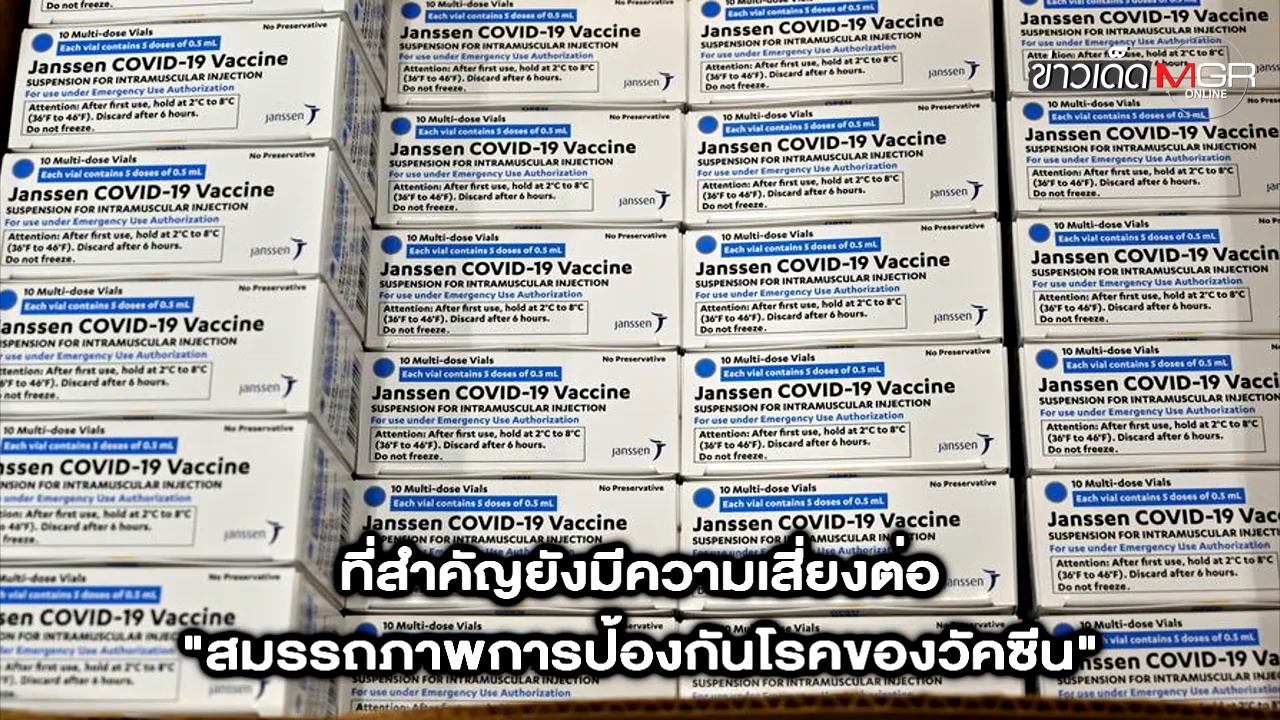 ข่าวเด็ด MGR
ONLINE
10 Multi-dose Vials
No Preservative
Each vial contains 5 doses of 0.5 mL
Janssen COVID-19 Vaccine
SUSPENSION FOR INTRAMUSCULAR INJECTION
For use under Emergency Use Authorization
Attention: After first use, hold at 2°C to 8°C
(36°F to 46°F). Discard after 6 hours.
Do not freeze.
janssen
ที่สำคัญยังมีความเสี่ยงต่อ
"สมรรถภาพการป้องกันโรคของวัคซีน"